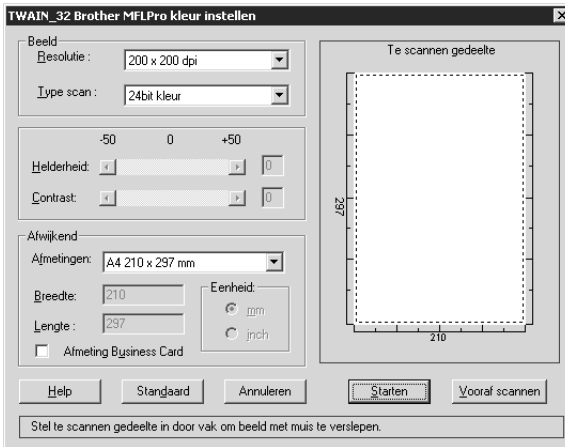 TWAIN_32 Brother MFLPro kleur instellen
Beeld
Resolutie : 200 x 200 dpi
Type scan : 24bit kleur
-50 0 +50
Helderheid: 0
Contrast: 0
Afwijkend
Afmetingen: A4 210 x 297 mm
Breedte: 210
Lengte : 297
Eenheid:
mm
inch
Afmeting Business Card
Te scannen gedeelte
297
210
Help Standaard Annuleren Starten Vooraf scannen
Stel te scannen gedeelte in door vak om beeld met muis te verslepen.